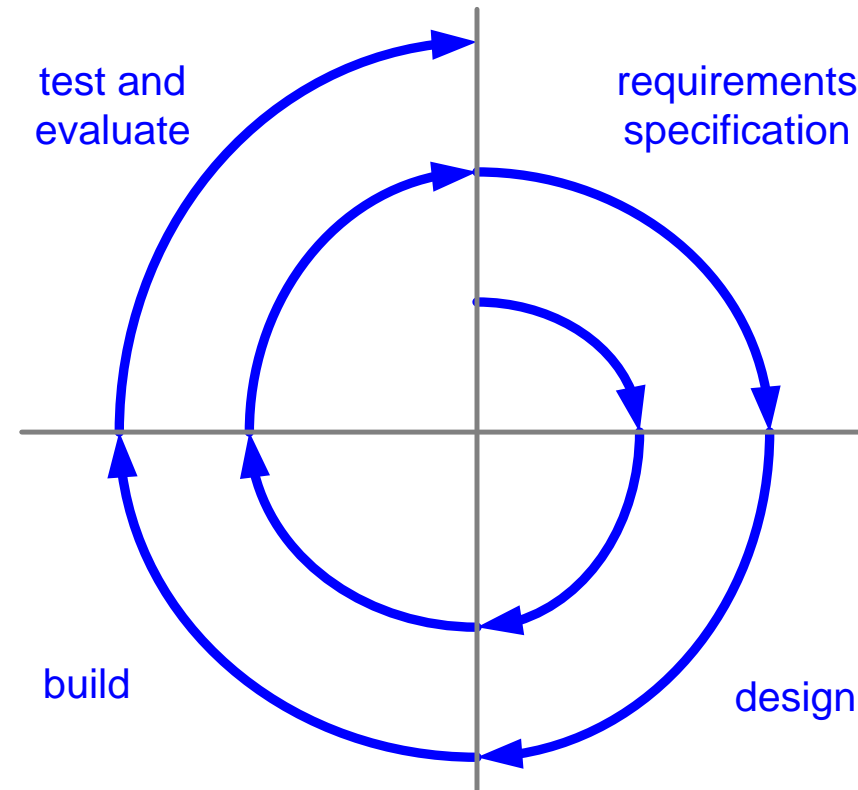 test and
evaluate
requirements
specification
build
design